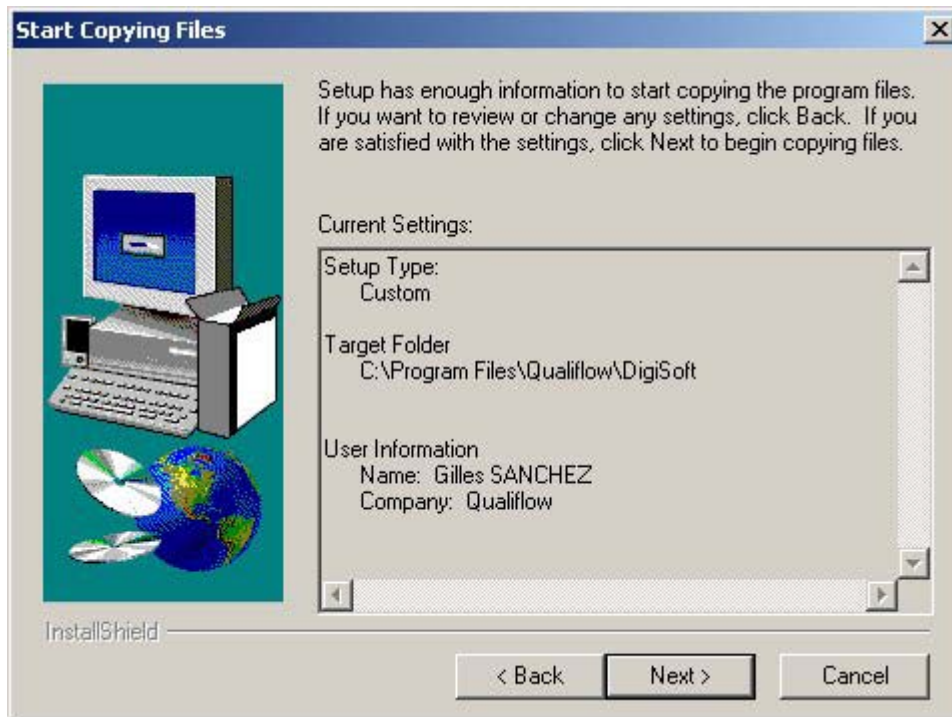 Start Copying Files
Setup has enough information to start copying the program files.
If you want to review or change any settings, click Back.  If you
are satisfied with the settings, click Next to begin copying files.
Current Settings:
Setup Type:
Custom
Target Folder
C:\Program Files\Qualiflow\DigiSoft
User Information
Name:  Gilles SANCHEZ
Company:  Qualiflow
InstallShield
< Back
Next >
Cancel